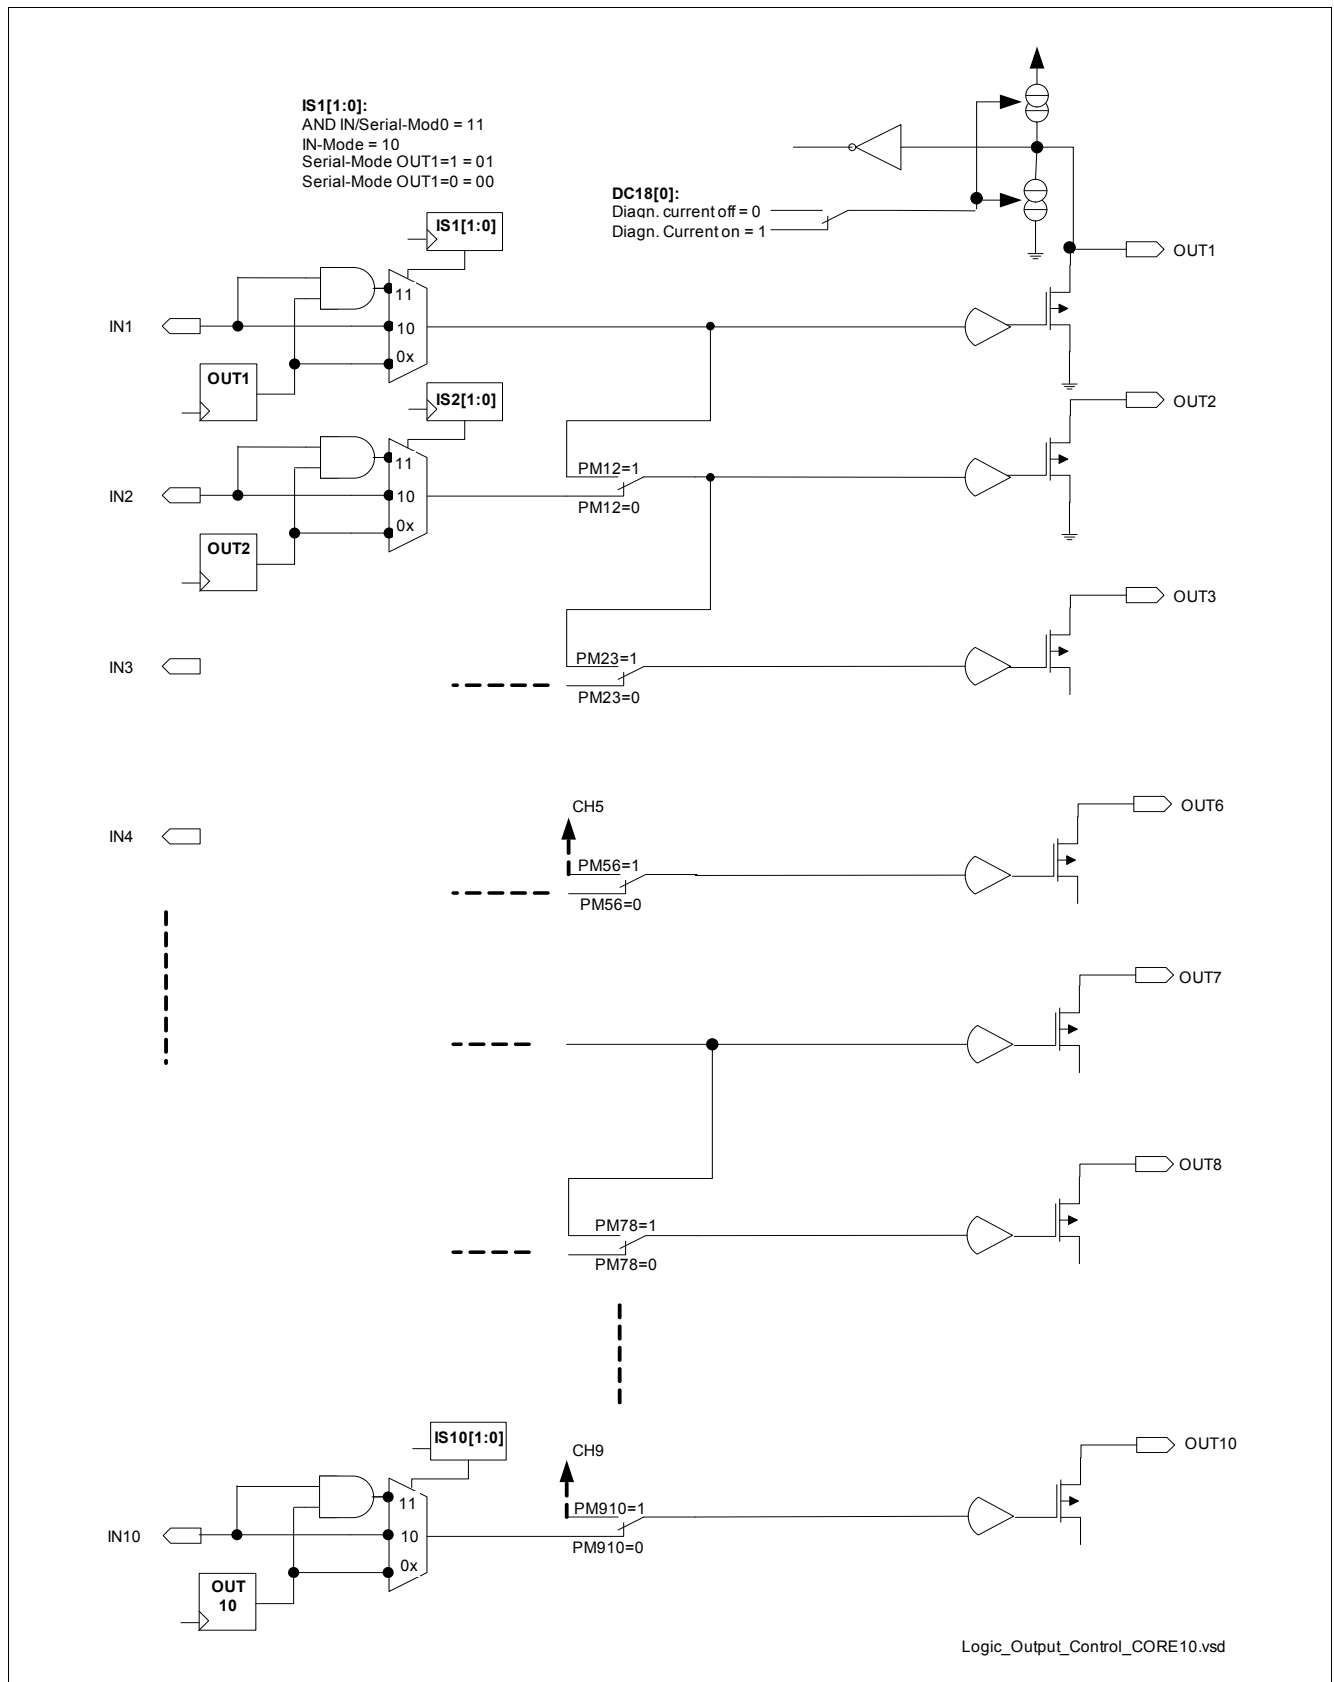 IS1[1:0]:
AND IN/Serial-Mod0 = 11
IN-Mode = 10
Serial-Mode OUT1=1 = 01
Serial-Mode OUT1=0 = 00
DC18[0]:
Diagn. current off = 0
Diagn. Current on = 1
IS1[1:0]
OUT1
11
IN1
10
0x
OUT1
IS2[1:0]
OUT2
11
PM12=1
IN2
10
PM12=0
0x
OUT2
OUT3
PM23=1
IN3
PM23=0
CH5
OUT6
IN4
PM56=1
PM56=0
OUT7
OUT8
PM78=1
PM78=0
IS10[1:0]
CH9
OUT10
11
PM910=1
IN10
10
PM910=0
0x
OUT
10
Logic_Output_Control_CORE10.vsd